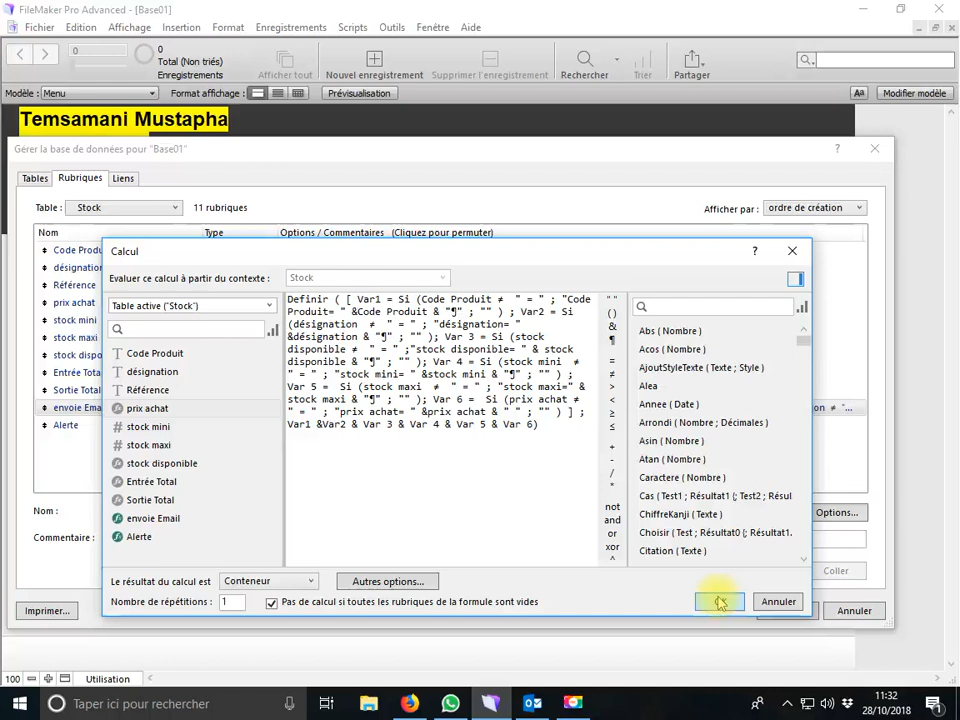 FileMaker Pro Advanced - [Base01]
Fichier Edition Affichage Insertion Format Enregistrements Scripts Outils Fenêtre Aide
0 0
Total (Non triés)
Enregistrements
Afficher tout Nouvel enregistrement Supprimer l'enregistrement Rechercher Trier Partager
Modèle : Menu Format affichage : Prévisualisation Aa Modifier modèle
Temsamani Mustapha
Gérer la base de données pour "Base01" ?
Tables Rubriques Liens
Table : Stock 11 rubriques Afficher par : ordre de création
Nom Type Options / Commentaires (Cliquez pour permuter)
Code Produ
désignation
Référence
prix achat
stock mini
stock maxi
stock dispo
Entrée Tota
Sortie Total
envoie Ema
Alerte
Nom : Options...
Commentaire :
Coller
Imprimer... Annuler
Calcul ?
Evaluer ce calcul à partir du contexte : Stock
Table active ("Stock")
Code Produit
désignation
Référence
prix achat
stock mini
stock maxi
stock disponible
Entrée Total
Sortie Total
envoie Email
Alerte
Definir ( [ Var1 = Si (Code Produit ≠ " = " ; "Code
Produit= " &Code Produit & "¶" ; "" ) ; Var2 = Si
(désignation ≠ " = " ; "désignation= "
&désignation & "¶" ; "" ); Var 3 = Si (stock
disponible ≠ " = " ;"stock disponible= " & stock
disponible & "¶" ; "" ); Var 4 = Si (stock mini ≠
" = " ; "stock mini= " &stock mini & "¶" ; "" ) ;
Var 5 = Si (stock maxi ≠ " = " ; "stock maxi=" &
stock maxi & "¶" ; "" ); Var 6 = Si (prix achat ≠
" = " ; "prix achat= " &prix achat & " " ; "" ) ] ;
Var1 &Var2 & Var 3 & Var 4 & Var 5 & Var 6)
" "
( )
&
¶
=
≠
>
<
≥
≤
+
-
/
*
not
and
or
xor
^
Abs ( Nombre )
Acos ( Nombre )
AjoutStyleTexte ( Texte ; Style )
Alea
Annee ( Date )
Arrondi ( Nombre ; Décimales )
Asin ( Nombre )
Atan ( Nombre )
Caractere ( Nombre )
Cas ( Test1 ; Résultat1 {; Test2 ; Résul
ChiffreKanji ( Texte )
Choisir ( Test ; Résultat0 {; Résultat1.
Citation ( Texte )
Le résultat du calcul est Conteneur Autres options...
Nombre de répétitions : 1 Pas de calcul si toutes les rubriques de la formule sont vides Annuler
100 Utilisation
Taper ici pour rechercher
11:32
28/10/2018